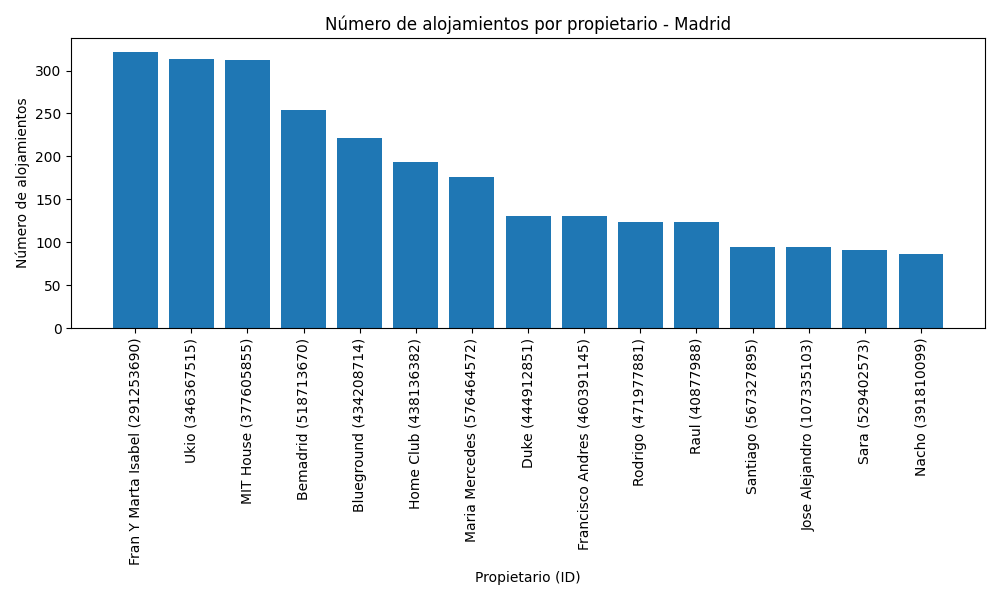 Número de alojamientos por propietario - Madrid
Número de alojamientos
300
250
200
150
100
50
0
Fran Y Marta Isabel (291253690)
Ukio (346367515)
MIT House (377605855)
Bemadrid (518713670)
Blueground (434208714)
Home Club (438136382)
Maria Mercedes (576464572)
Duke (444912851)
Francisco Andres (460391145)
Rodrigo (471977881)
Raul (40877988)
Santiago (567327895)
Jose Alejandro (107335103)
Sara (529402573)
Nacho (391810099)
Propietario (ID)